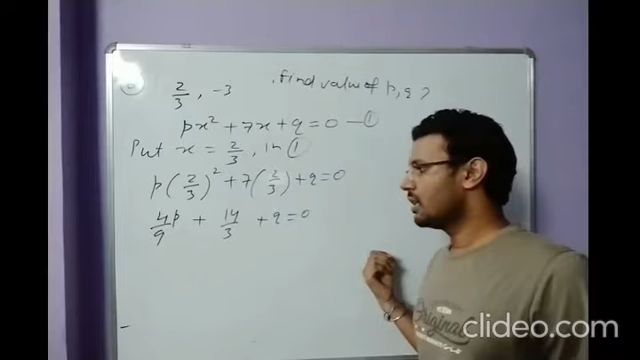 2/3, -3 , find value of p, q ?
px² + 7x + q = 0 — ①
Put x = 2/3, in ①
p(2/3)² + 7(2/3) + q = 0
4/9 p + 14/3 + q = 0
Original
clideo.com